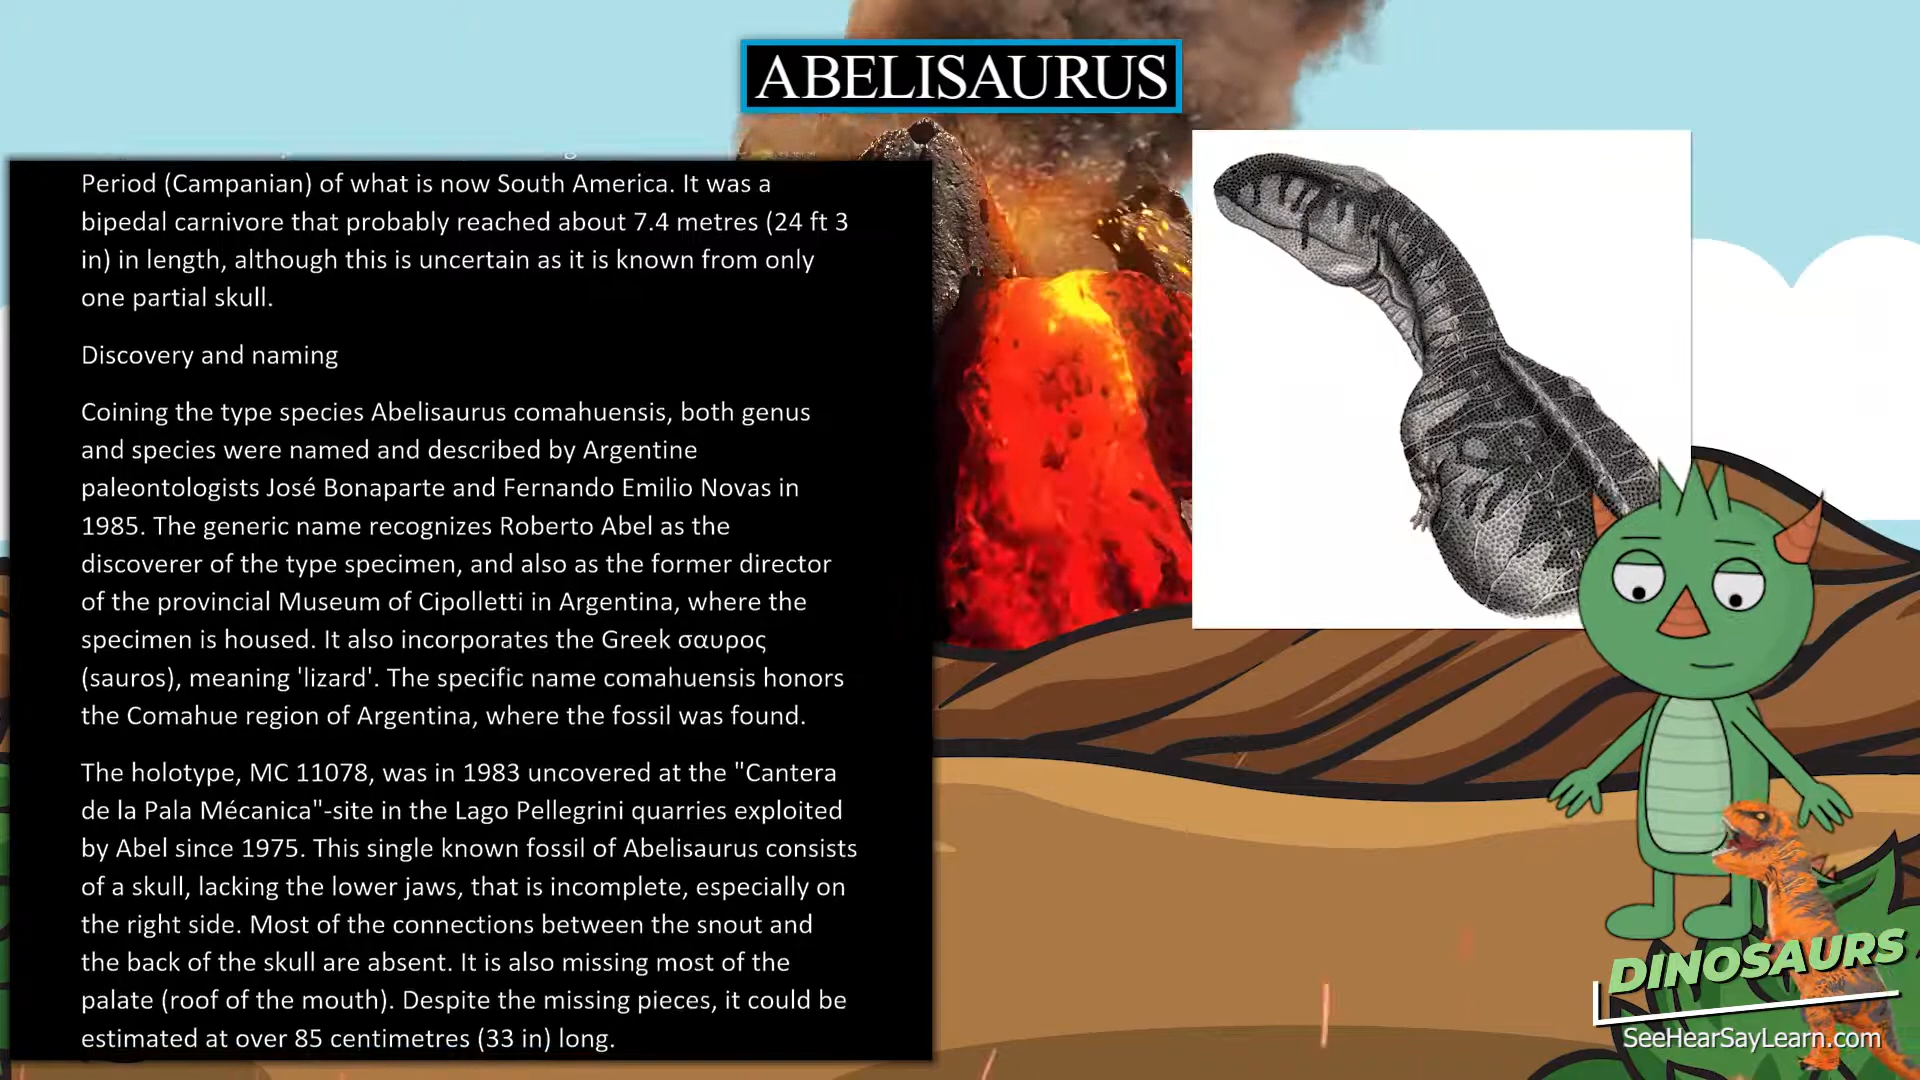 ABELISAURUS
Period (Campanian) of what is now South America. It was a
bipedal carnivore that probably reached about 7.4 metres (24 ft 3
in) in length, although this is uncertain as it is known from only
one partial skull.
Discovery and naming
Coining the type species Abelisaurus comahuensis, both genus
and species were named and described by Argentine
paleontologists José Bonaparte and Fernando Emilio Novas in
1985. The generic name recognizes Roberto Abel as the
discoverer of the type specimen, and also as the former director
of the provincial Museum of Cipolletti in Argentina, where the
specimen is housed. It also incorporates the Greek σαυρος
(sauros), meaning 'lizard'. The specific name comahuensis honors
the Comahue region of Argentina, where the fossil was found.
The holotype, MC 11078, was in 1983 uncovered at the "Cantera
de la Pala Mécanica"-site in the Lago Pellegrini quarries exploited
by Abel since 1975. This single known fossil of Abelisaurus consists
of a skull, lacking the lower jaws, that is incomplete, especially on
the right side. Most of the connections between the snout and
the back of the skull are absent. It is also missing most of the
palate (roof of the mouth). Despite the missing pieces, it could be
estimated at over 85 centimetres (33 in) long.
DINOSAURS
SeeHearSayLearn.com